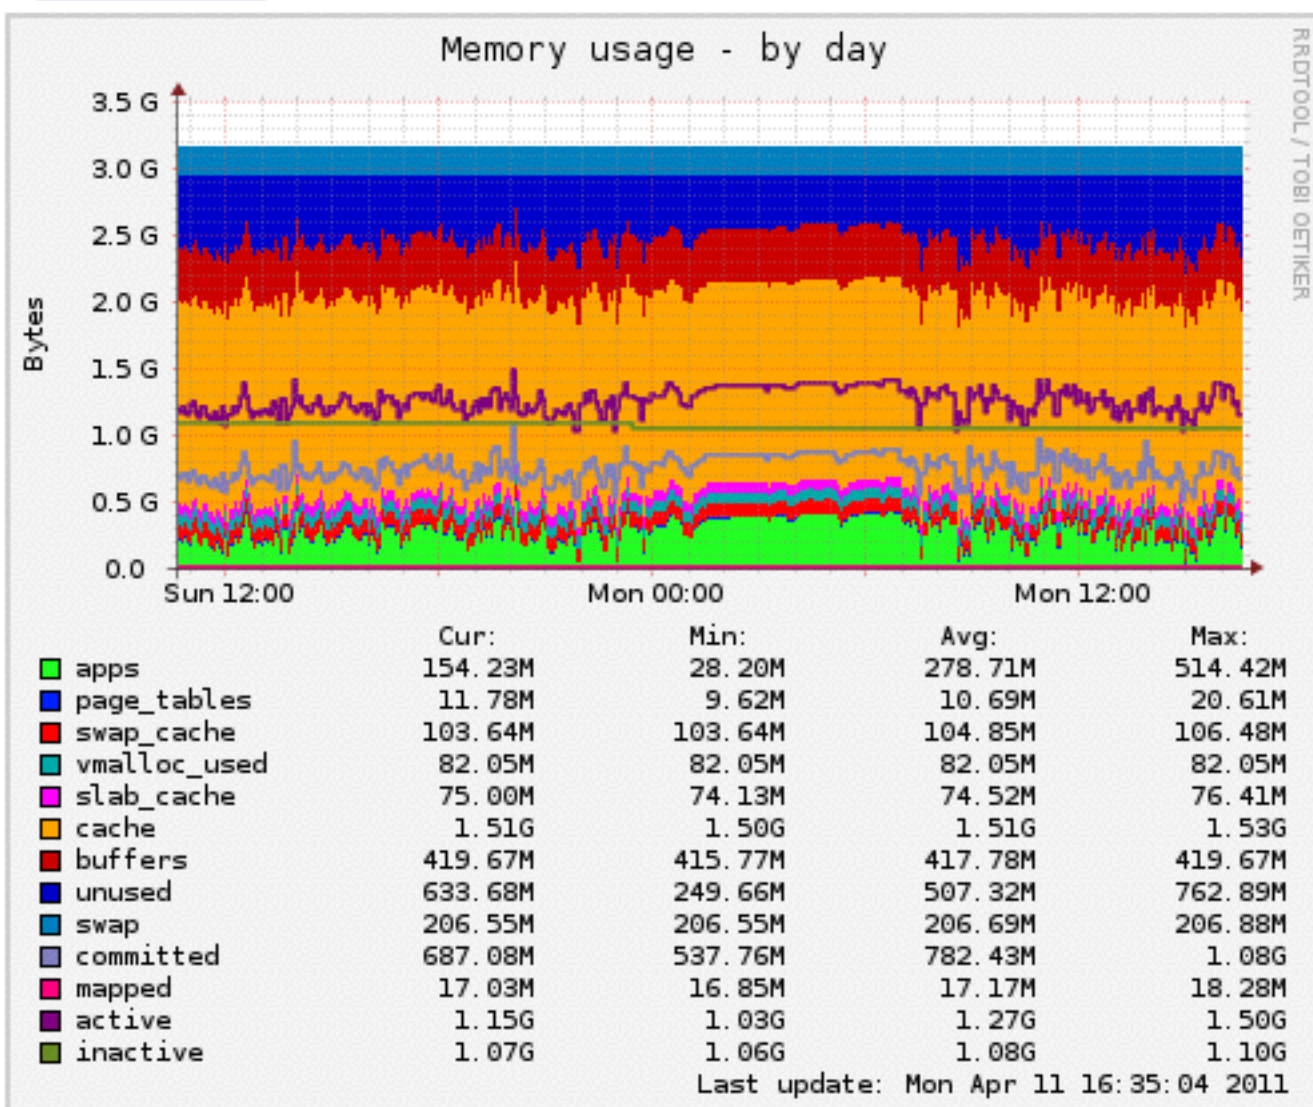 Memory usage - by day
RRDTOOL / TOBI OETIKER
Bytes
3.5 G
3.0 G
2.5 G
2.0 G
1.5 G
1.0 G
0.5 G
0.0
Sun 12:00 Mon 00:00 Mon 12:00
Cur: Min: Avg: Max:
apps 154.23M 28.20M 278.71M 514.42M
page_tables 11.78M 9.62M 10.69M 20.61M
swap_cache 103.64M 103.64M 104.85M 106.48M
vmalloc_used 82.05M 82.05M 82.05M 82.05M
slab_cache 75.00M 74.13M 74.52M 76.41M
cache 1.51G 1.50G 1.51G 1.53G
buffers 419.67M 415.77M 417.78M 419.67M
unused 633.68M 249.66M 507.32M 762.89M
swap 206.55M 206.55M 206.69M 206.88M
committed 687.08M 537.76M 782.43M 1.08G
mapped 17.03M 16.85M 17.17M 18.28M
active 1.15G 1.03G 1.27G 1.50G
inactive 1.07G 1.06G 1.08G 1.10G
Last update: Mon Apr 11 16:35:04 2011